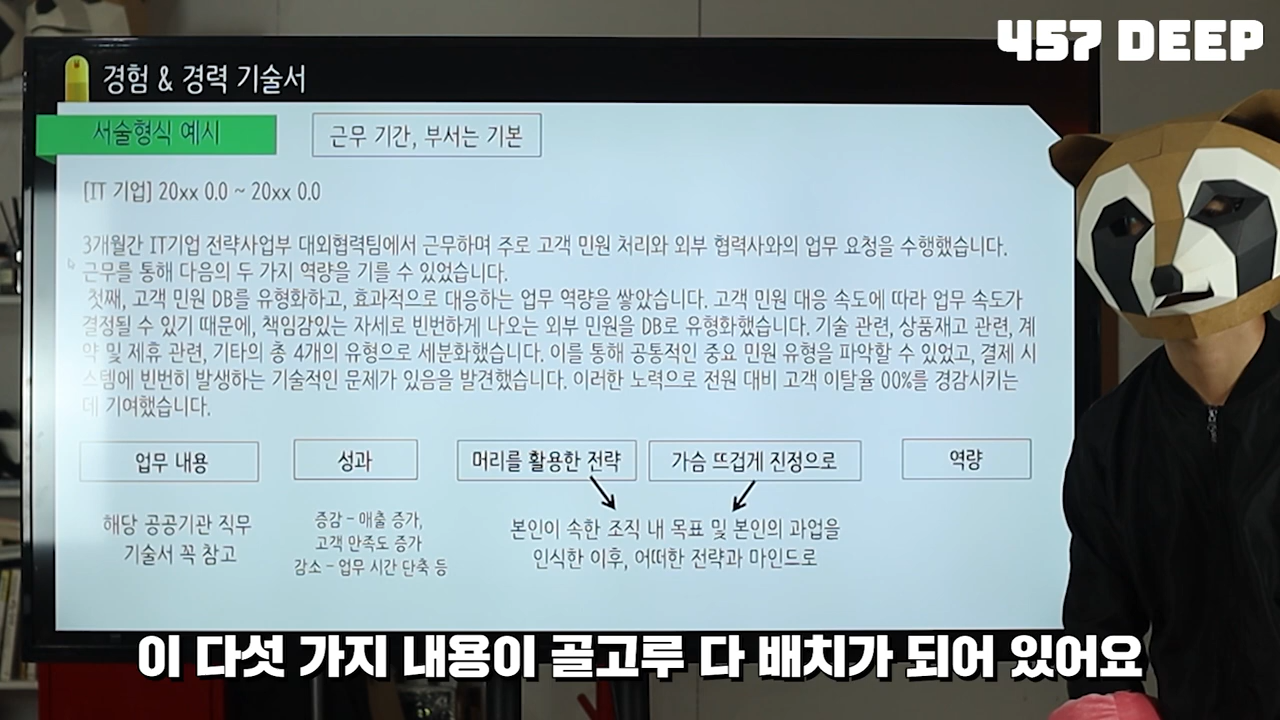 457 DEEP
경험 & 경력 기술서
서술형식 예시
근무 기간, 부서는 기본
[IT 기업] 20xx 0.0 ~ 20xx 0.0
3개월간 IT기업 전략사업부 대외협력팀에서 근무하며 주로 고객 민원 처리와 외부 협력사와의 업무 요청을 수행했습니다.
근무를 통해 다음의 두 가지 역량을 기를 수 있었습니다.
첫째, 고객 민원 DB를 유형화하고, 효과적으로 대응하는 업무 역량을 쌓았습니다. 고객 민원 대응 속도에 따라 업무 속도가
결정될 수 있기 때문에, 책임감있는 자세로 빈번하게 나오는 외부 민원을 DB로 유형화했습니다. 기술 관련, 상품재고 관련, 계
약 및 제휴 관련, 기타의 총 4개의 유형으로 세분화했습니다. 이를 통해 공통적인 중요 민원 유형을 파악할 수 있었고, 결제 시
스템에 빈번히 발생하는 기술적인 문제가 있음을 발견했습니다. 이러한 노력으로 전원 대비 고객 이탈율 00%를 경감시키는
데 기여했습니다.
업무 내용
성과
머리를 활용한 전략
가슴 뜨겁게 진정으로
역량
해당 공공기관 직무
기술서 꼭 참고
증감 – 매출 증가,
고객 만족도 증가
감소 – 업무 시간 단축 등
본인이 속한 조직 내 목표 및 본인의 과업을
인식한 이후, 어떠한 전략과 마인드로
이 다섯 가지 내용이 골고루 다 배치가 되어 있어요